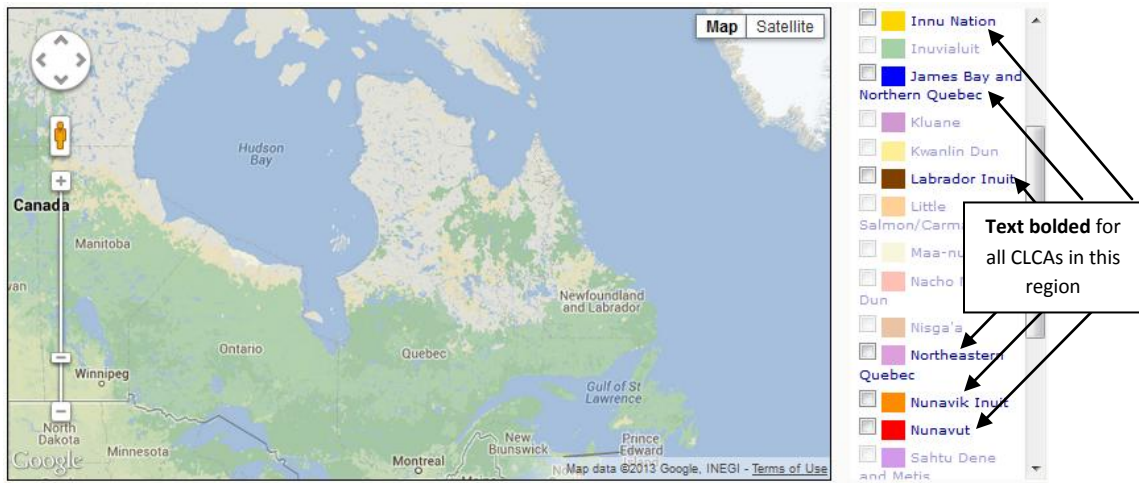 Map Satellite
Hudson
Bay
Canada
Manitoba
Newfoundland
and Labrador
Ontario
Quebec
Winnipeg
Gulf of St
Lawrence
North
Dakota
Minnesota
New
Brunswick
Prince
Edward
Island
Montreal
Google
Map data ©2013 Google, INEGI - Terms of Use
Innu Nation
Inuvialuit
James Bay and
Northern Quebec
Kluane
Kwanlin Dun
Labrador Inuit
Little
Salmon/Carma
Maa-nu
Nacho
Dun
Nisga'a
Northeastern
Quebec
Nunavik Inuit
Nunavut
Sahtu Dene
and Metis
Text bolded for
all CLCAs in this
region